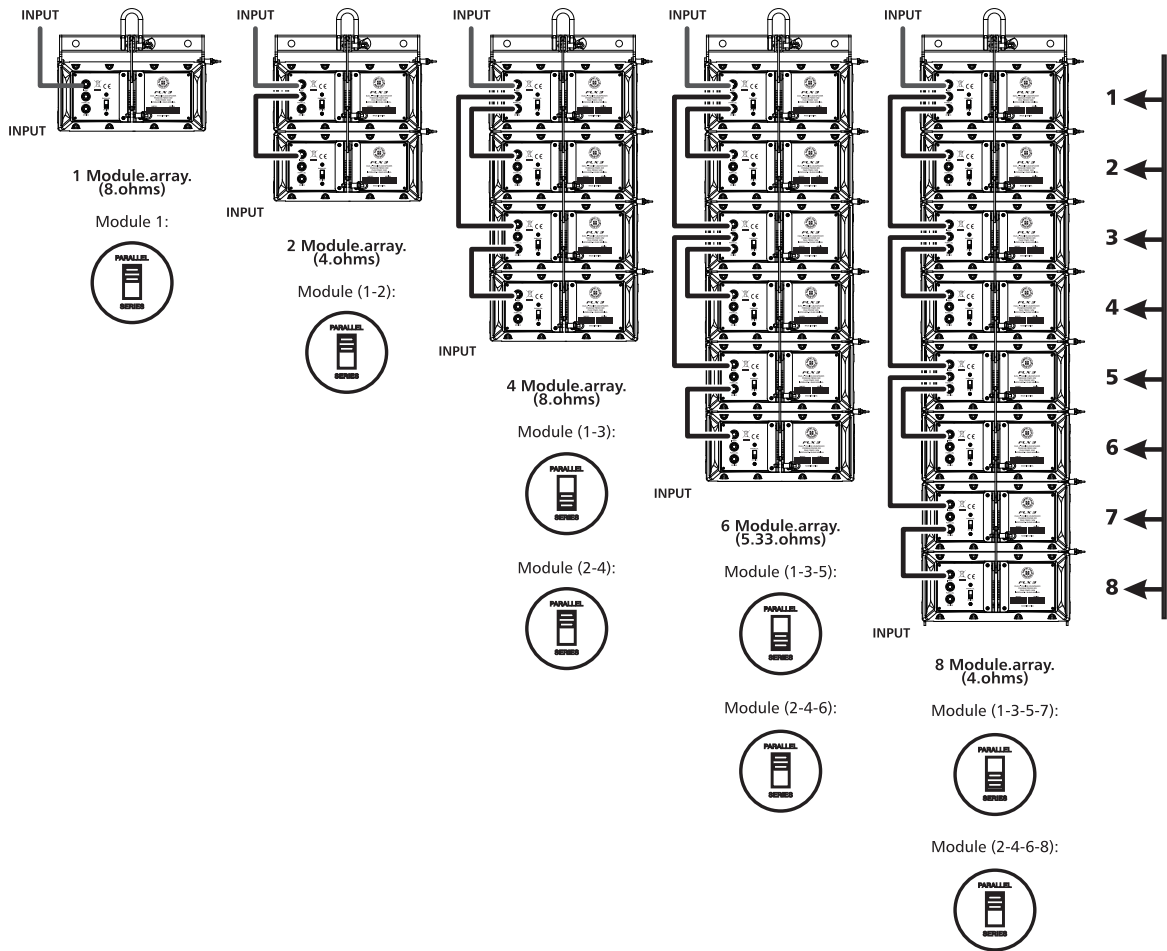 INPUT
INPUT
INPUT
INPUT
INPUT
1
2
3
4
5
6
7
8
INPUT
1 Module.array.
(8.ohms)
Module 1:
PARALLEL
SERIES
INPUT
2 Module.array.
(4.ohms)
Module (1-2):
PARALLEL
SERIES
INPUT
4 Module.array.
(8.ohms)
Module (1-3):
PARALLEL
SERIES
Module (2-4):
PARALLEL
SERIES
INPUT
6 Module.array.
(5.33.ohms)
Module (1-3-5):
PARALLEL
SERIES
Module (2-4-6):
PARALLEL
SERIES
INPUT
8 Module.array.
(4.ohms)
Module (1-3-5-7):
PARALLEL
SERIES
Module (2-4-6-8):
PARALLEL
SERIES